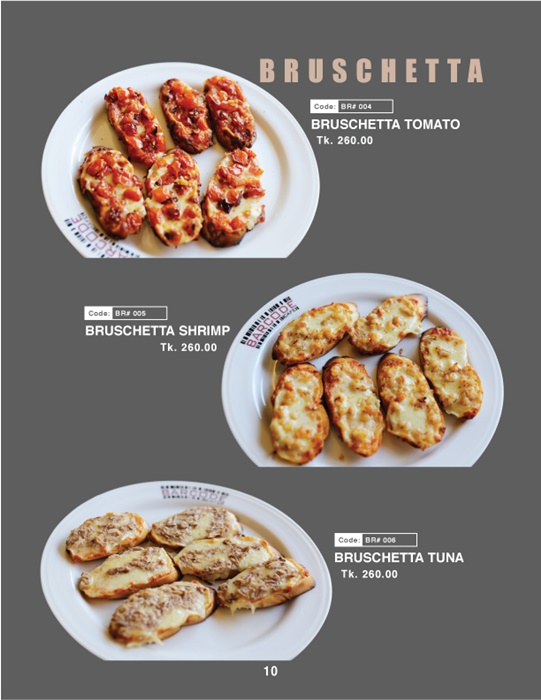 BRUSCHETTA
Code: BR# 004
BRUSCHETTA TOMATO
Tk. 260.00
BARCODE
Code: BR# 005
BRUSCHETTA SHRIMP
Tk. 260.00
BARCODE
BARCODE
Code: BR# 006
BRUSCHETTA TUNA
Tk. 260.00
10